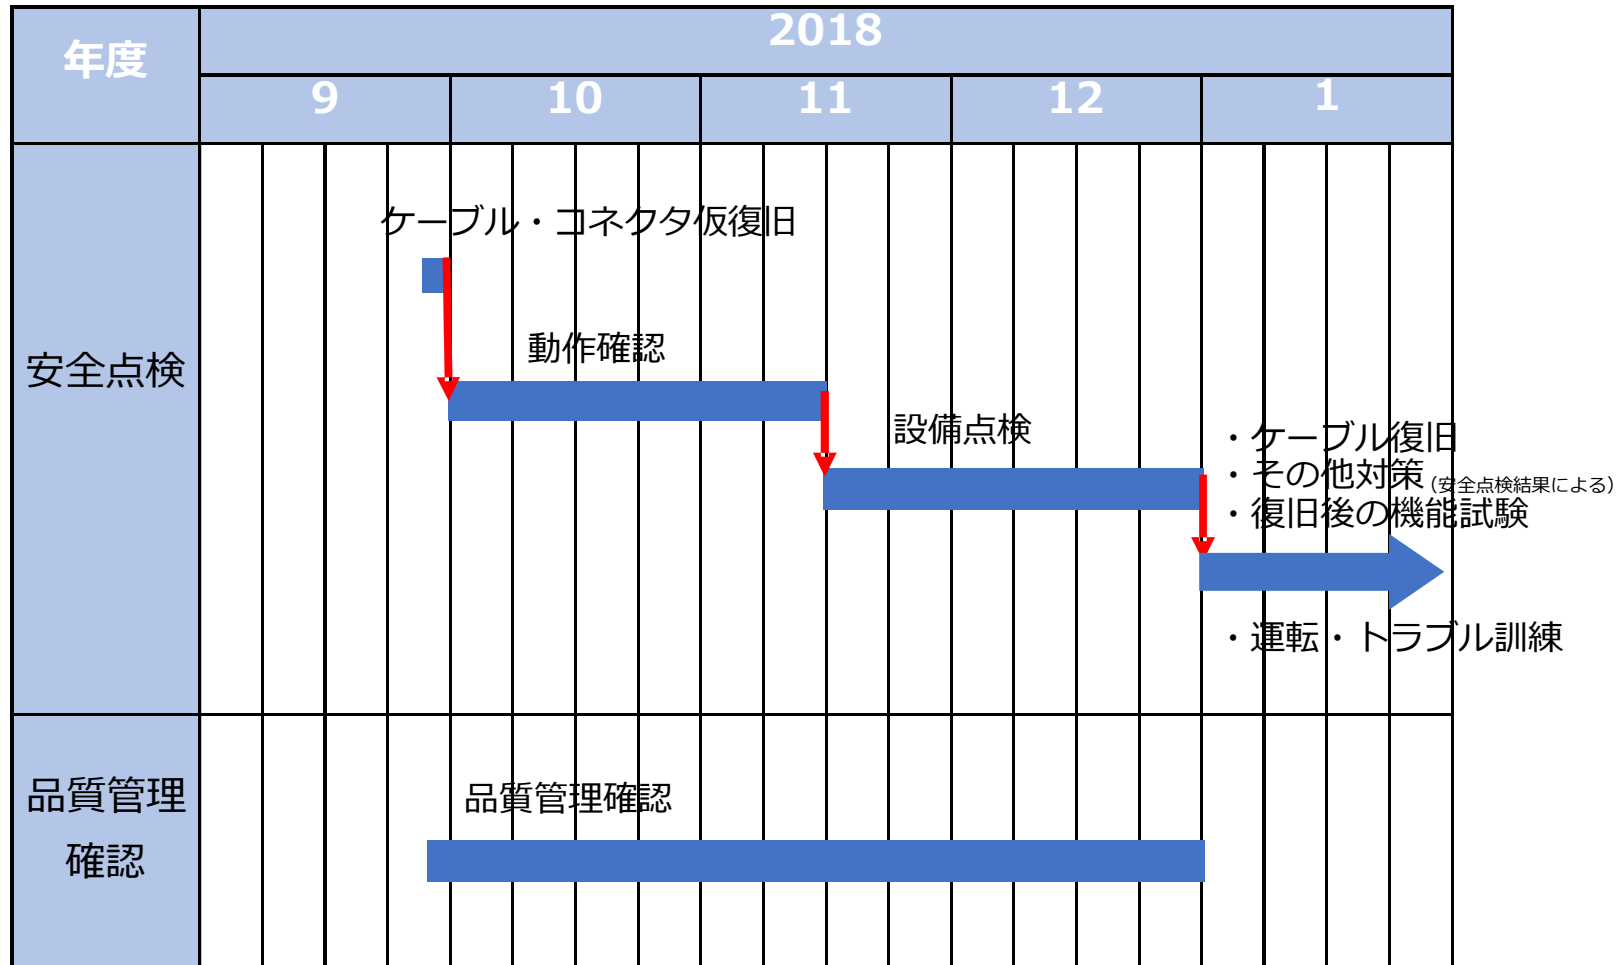 年度
2018
9
10
11
12
1
安全点検
ケーブル・コネクタ仮復旧
動作確認
設備点検
・ケーブル復旧
・その他対策(安全点検結果による)
・復旧後の機能試験
・運転・トラブル訓練
品質管理
確認
品質管理確認